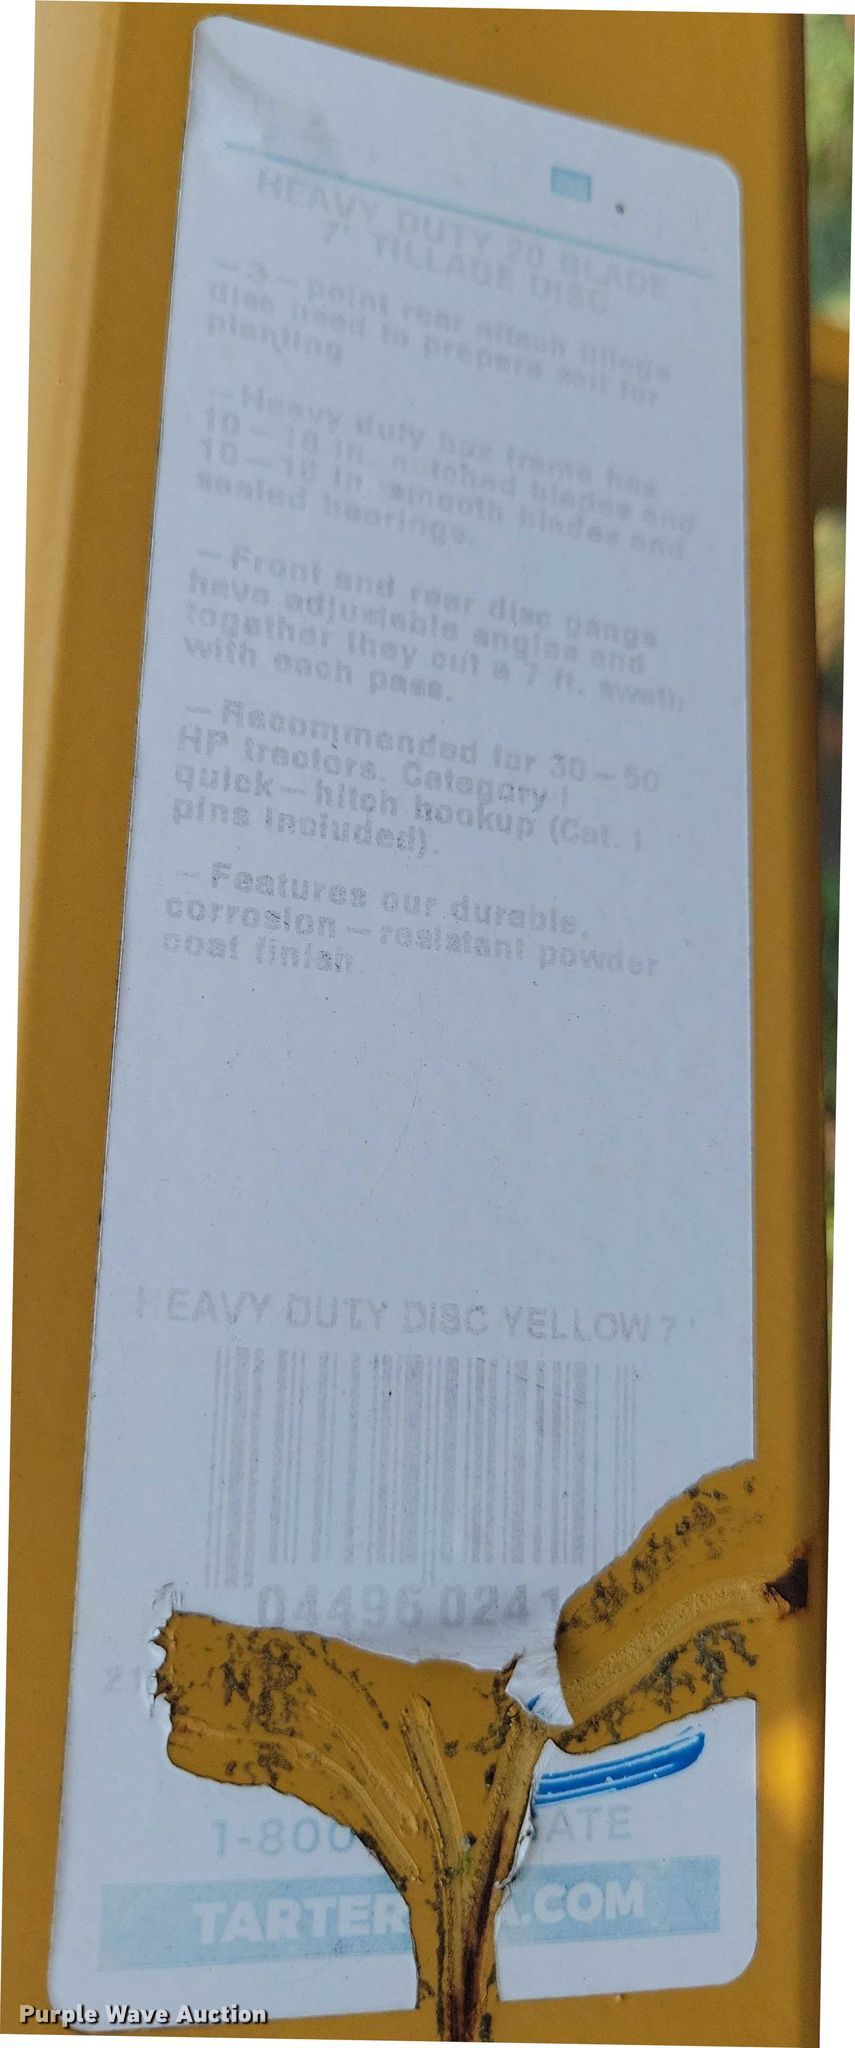 HEAVY DUTY 20 BLADE
7' TILLAGE DISC
-3-point rear attach tillage
disc used to prepare soil for
planting
-Heavy duty box frame has
10-18 in. notched blades and
10-18 in smooth blades and
sealed bearings.
-Front and rear disc gangs
have adjustable angles and
together they cut a 7 ft. swath
with each pass.
-Recommended for 30-50
HP tractors. Category I
quick-hitch hookup (Cat. I
pins included).
-Features our durable,
corrosion-resistant powder
coat finish
HEAVY DUTY DISC YELLOW 7'
04496 0241
1-800 ATE
TARTER A.COM
Purple Wave Auction